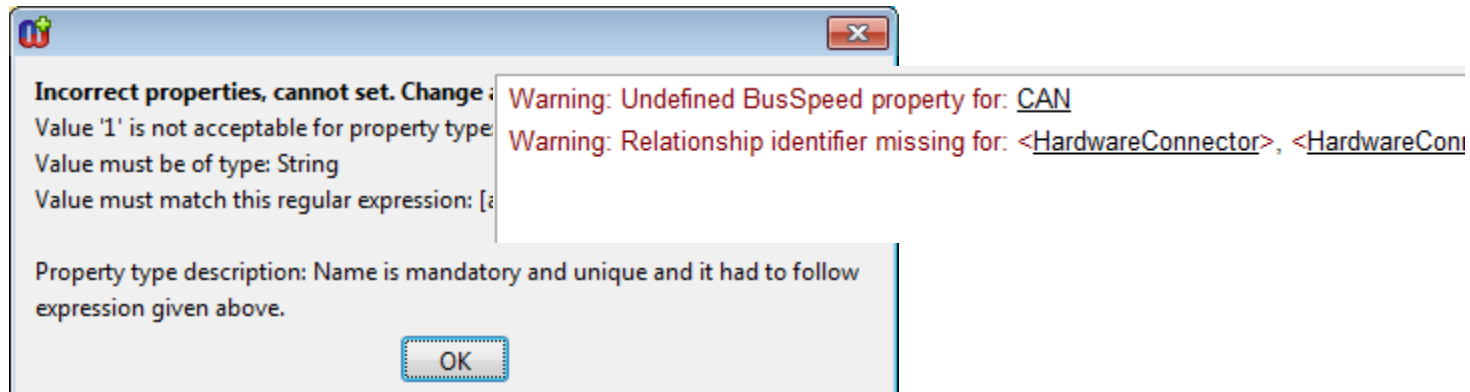 Incorrect properties, cannot set. Change
Value '1' is not acceptable for property type:
Value must be of type: String
Value must match this regular expression: [a
Property type description: Name is mandatory and unique and it had to follow
expression given above.
OK
Warning: Undefined BusSpeed property for: CAN
Warning: Relationship identifier missing for: <HardwareConnector>, <HardwareCon